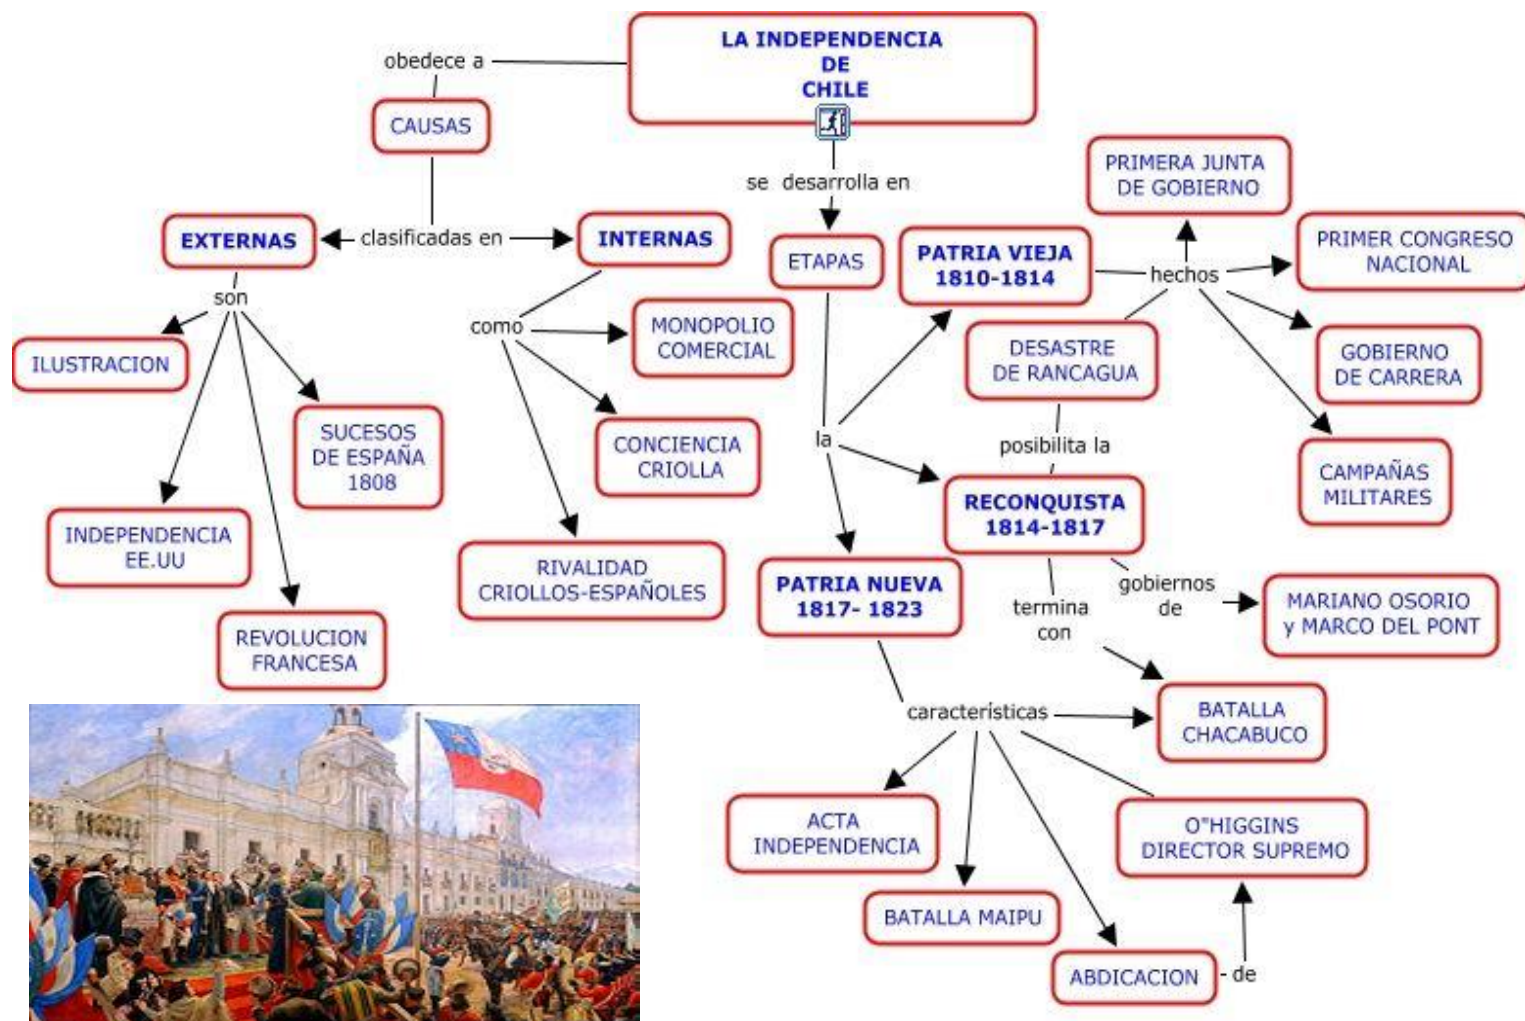 LA INDEPENDENCIA
DE
CHILE
obedece a
CAUSAS
clasificadas en
EXTERNAS
son
ILUSTRACION
SUCESOS
DE ESPAÑA
1808
INDEPENDENCIA
EE.UU
REVOLUCION
FRANCESA
INTERNAS
como
MONOPOLIO
COMERCIAL
CONCIENCIA
CRIOLLA
RIVALIDAD
CRIOLLOS-ESPAÑOLES
se desarrolla en
ETAPAS
la
PATRIA VIEJA
1810-1814
hechos
PRIMERA JUNTA
DE GOBIERNO
PRIMER CONGRESO
NACIONAL
GOBIERNO
DE CARRERA
CAMPAÑAS
MILITARES
DESASTRE
DE RANCAGUA
posibilita la
RECONQUISTA
1814-1817
gobiernos
de
MARIANO OSORIO
y MARCO DEL PONT
termina
con
BATALLA
CHACABUCO
PATRIA NUEVA
1817- 1823
características
ACTA
INDEPENDENCIA
BATALLA MAIPU
ABDICACION
de
O"HIGGINS
DIRECTOR SUPREMO